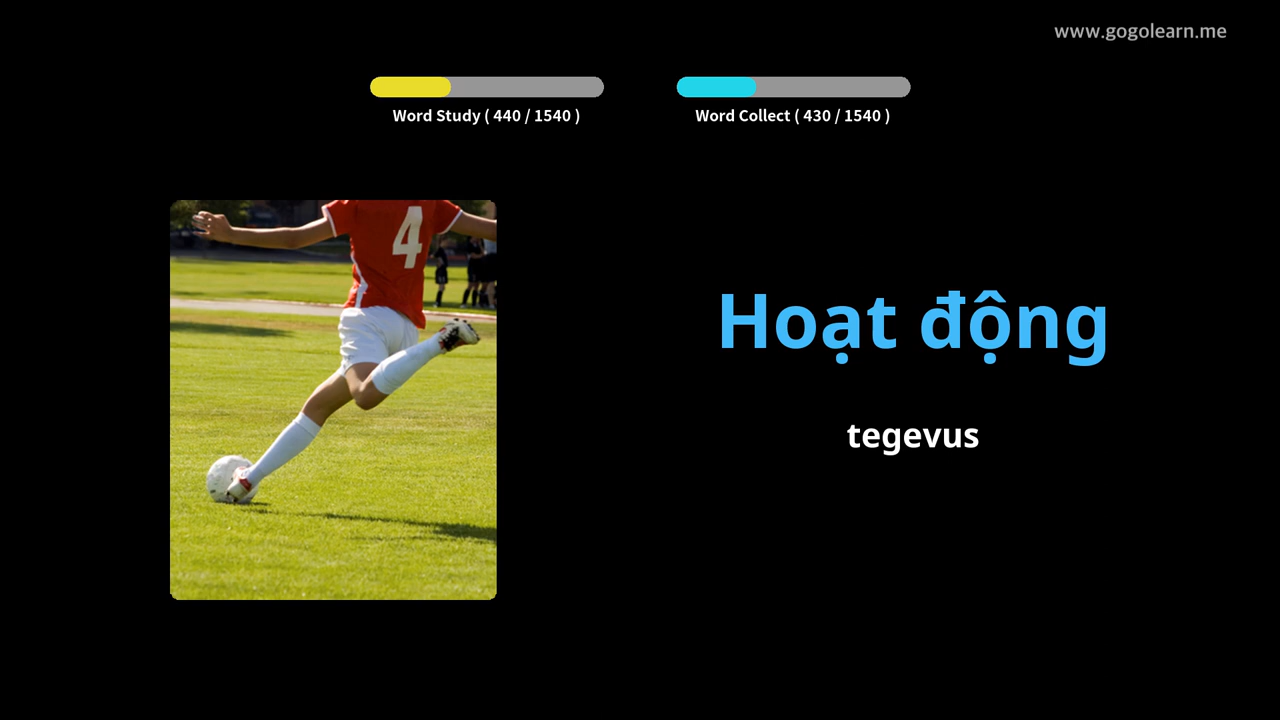 www.gogolearn.me
Word Study ( 440 / 1540 )
Word Collect ( 430 / 1540 )
4
Hoạt động
tegevus